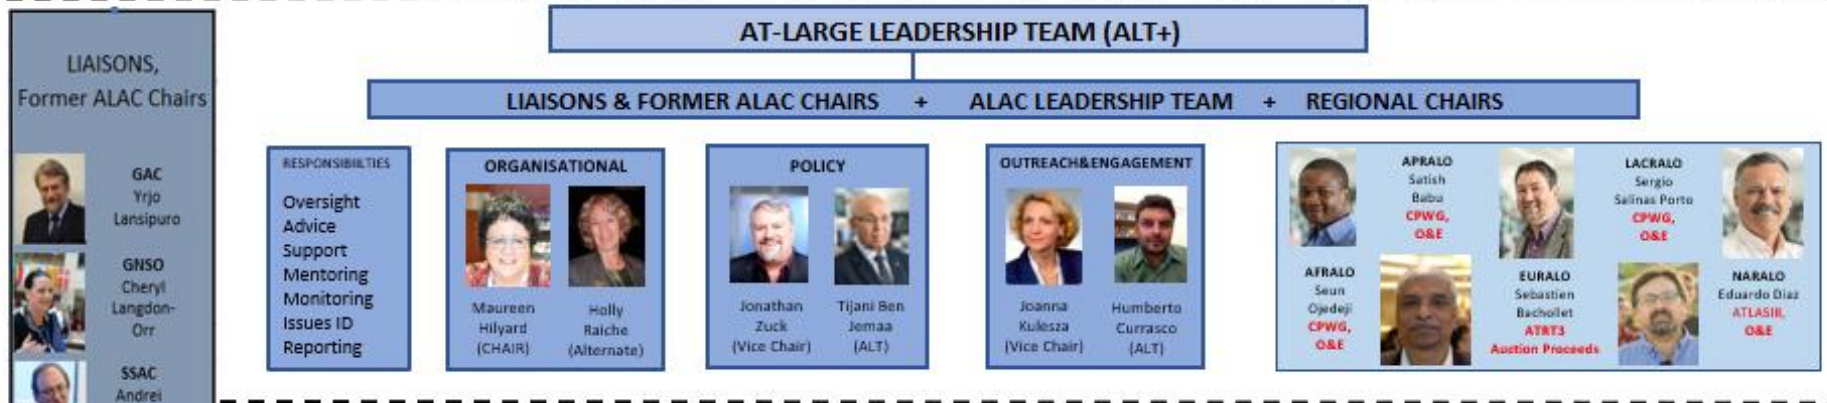 AT-LARGE LEADERSHIP TEAM (ALT+)
LIAISONS & FORMER ALAC CHAIRS + ALAC LEADERSHIP TEAM + REGIONAL CHAIRS
LIAISONS,
Former ALAC Chairs
GAC
Yrjo
Lansipuro
GNSO
Cheryl
Langdon-
Orr
SSAC
Andrei
RESPONSIBIILTIES
Oversight
Advice
Support
Mentoring
Monitoring
Issues ID
Reporting
ORGANISATIONAL
Maureen
Hilyard
(CHAIR)
Holly
Raiche
(Alternate)
POLICY
Jonathan
Zuck
(Vice Chair)
Tijani Ben
Jemaa
(ALT)
OUTREACH&ENGAGEMENT
Joanna
Kulesza
(Vice Chair)
Humberto
Currasco
(ALT)
AFRALO
Seun
Ojedeji
CPWG,
O&E
APRALO
Satish
Babu
CPWG,
O&E
EURALO
Sebastien
Bachollet
ATRT3
Auction Proceeds
LACRALO
Sergio
Salinas Porto
CPWG,
O&E
NARALO
Eduardo Diaz
ATLASIII,
O&E